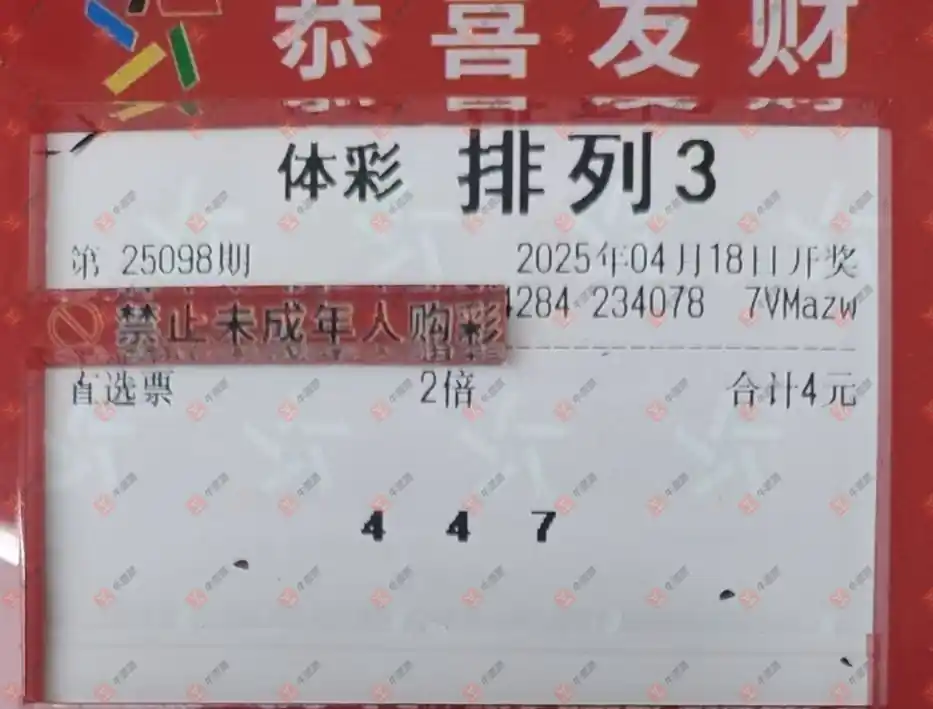 恭喜发财
体彩 排列3
第 25098期 2025年04月18日开奖
4284 234078 7VMazw
禁止未成年人购彩
直选票 2倍 合计4元
4 4 7